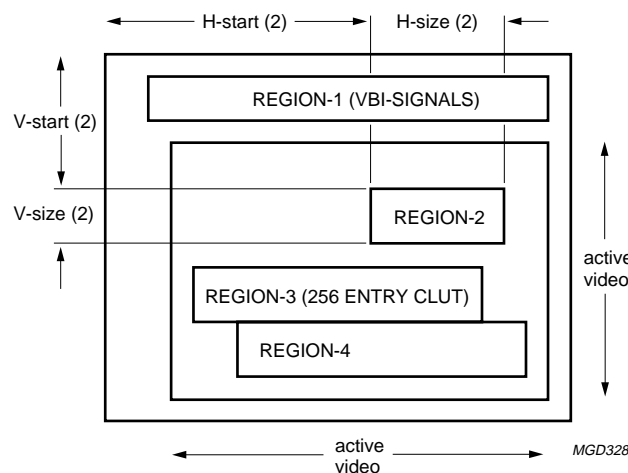 H-start (2)
H-size (2)
REGION-1 (VBI-SIGNALS)
V-start (2)
V-size (2)
REGION-2
active
video
REGION-3 (256 ENTRY CLUT)
REGION-4
active
video
MGD328